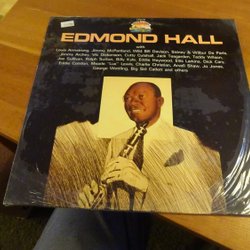 EDMOND HALL
with
Louis Armstrong, Jimmy McPartland, Wild Bill Davison, Sidney & Wilbur De Paris,
Jimmy Archey, Vic Dickenson, Cutty Cutshall, Jack Teagarden, Teddy Wilson,
Joe Sullivan, Ralph Sutton, Billy Kyle, Eddie Heywood, Ellis Larkins, Dick Cary,
Eddie Condon, Meade "Lux" Lewis, Charlie Christian, Arvell Shaw, Jo Jones,
George Wettling, Big Sid Catlett and others